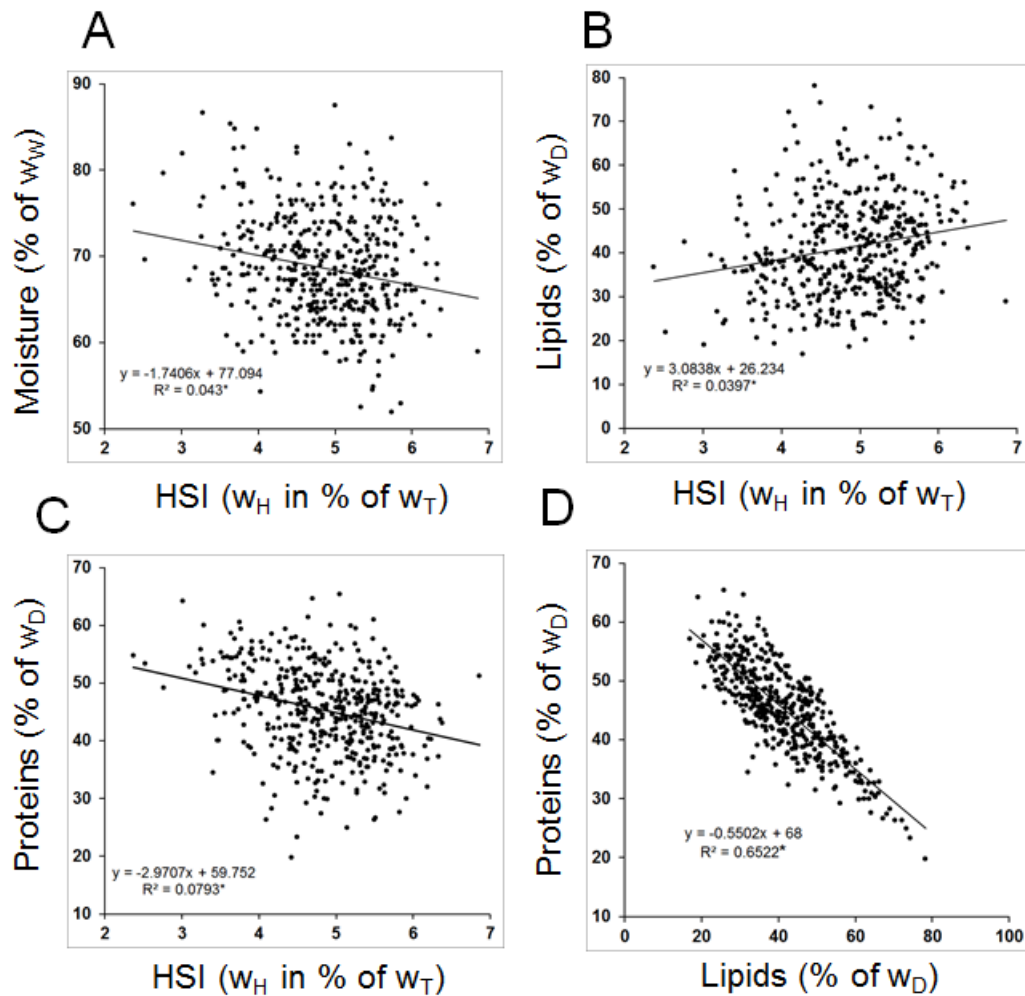 A
Moisture (% of wW)
90
80
70
60
50
y = -1.7406x + 77.094
R² = 0.043*
2 3 4 5 6 7
HSI (wH in % of wT)
B
Lipids (% of wD)
80
70
60
50
40
30
20
10
0
y = 3.0838x + 26.234
R² = 0.0397*
2 3 4 5 6 7
HSI (wH in % of wT)
C
Proteins (% of wD)
70
60
50
40
30
20
10
y = -2.9707x + 59.752
R² = 0.0793*
2 3 4 5 6 7
HSI (wH in % of wT)
D
Proteins (% of wD)
70
60
50
40
30
20
10
y = -0.5502x + 68
R² = 0.6522*
0 20 40 60 80 100
Lipids (% of wD)